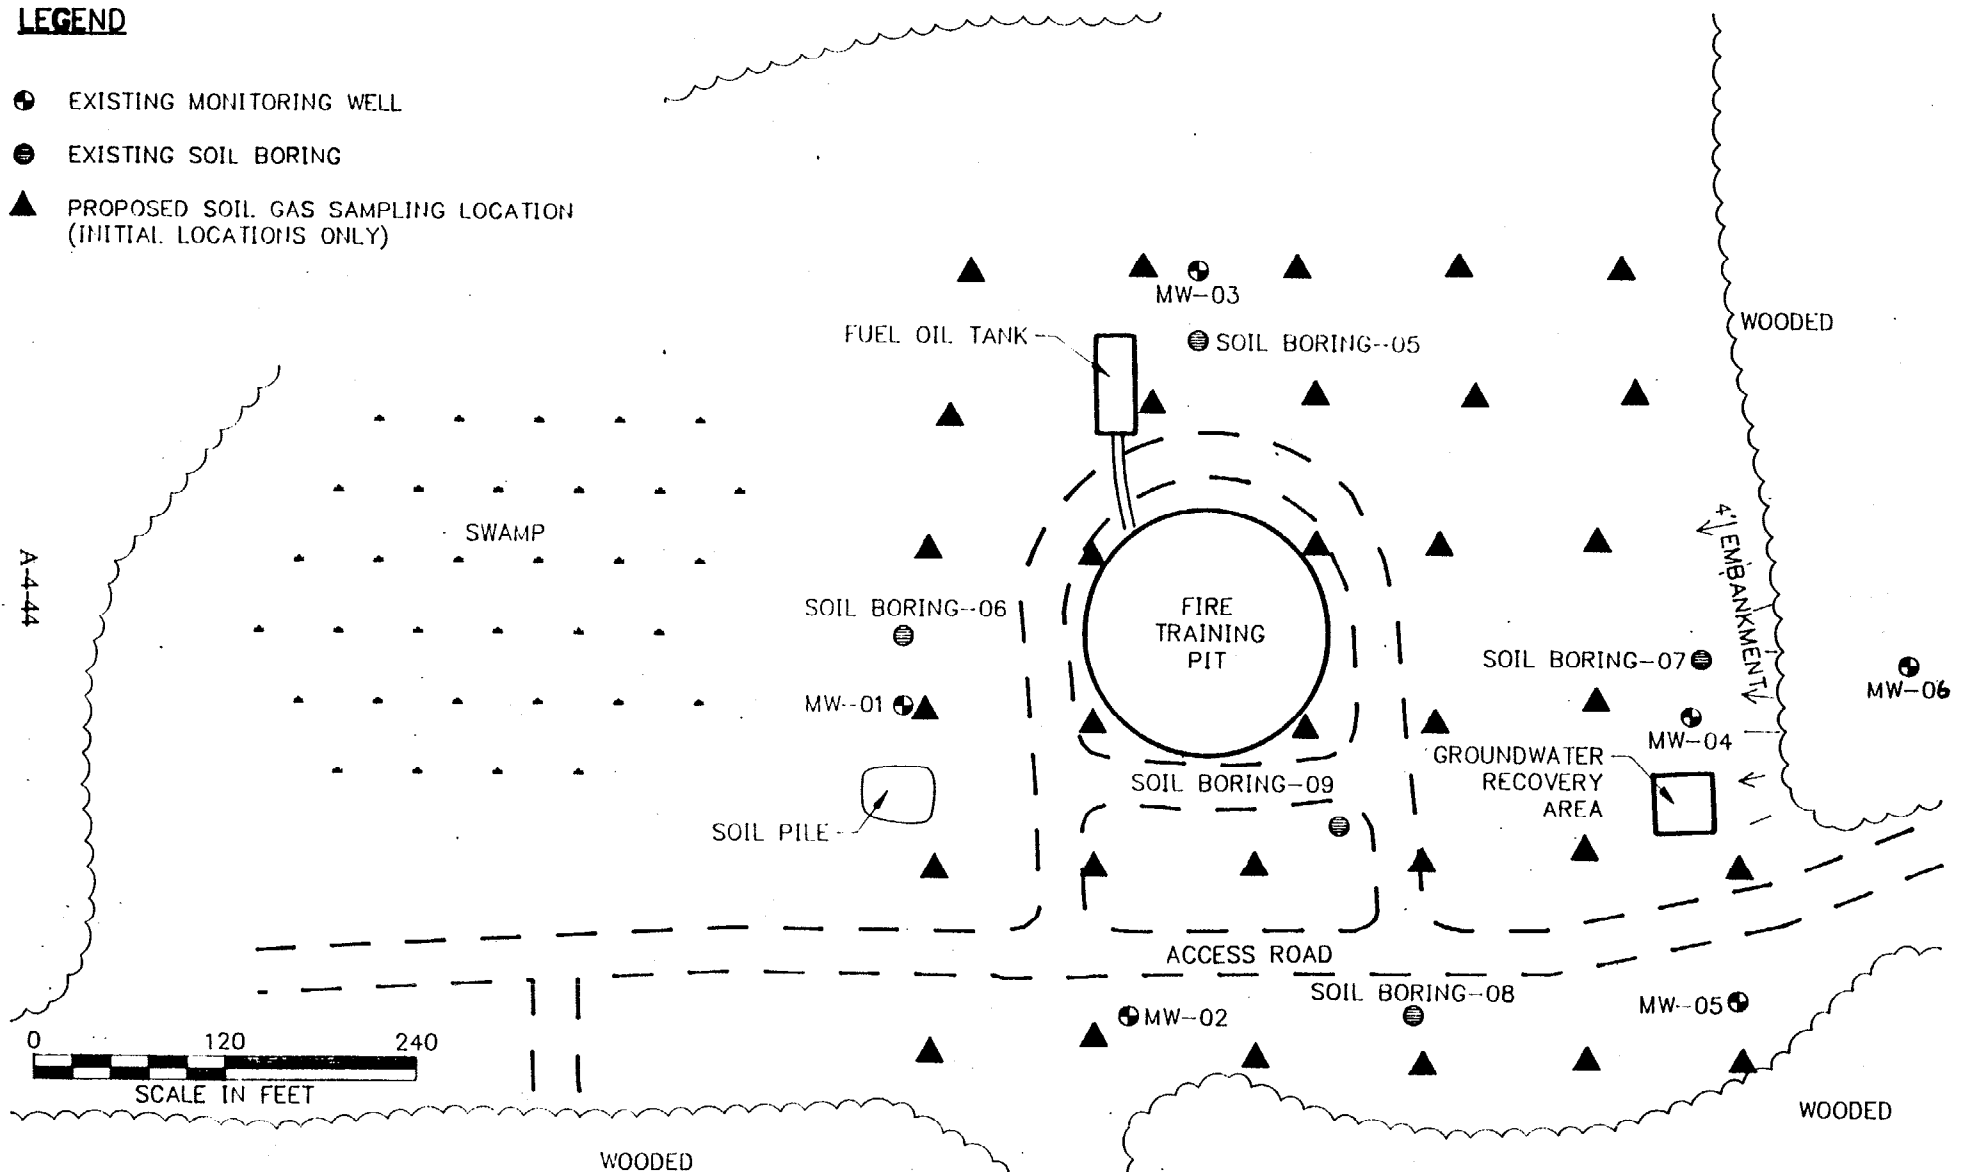 LEGEND
EXISTING MONITORING WELL
EXISTING SOIL BORING
PROPOSED SOIL GAS SAMPLING LOCATION
(INITIAL LOCATIONS ONLY)
MW-03
FUEL OIL TANK
SOIL BORING-05
WOODED
SWAMP
4' EMBANKMENT
A-4-44
SOIL BORING-06
FIRE
TRAINING
PIT
SOIL BORING-07
MW-06
MW-01
MW-04
GROUNDWATER
RECOVERY
AREA
SOIL BORING-09
SOIL PILE
ACCESS ROAD
SOIL BORING-08
MW-05
MW-02
0 120 240
SCALE IN FEET
WOODED
WOODED